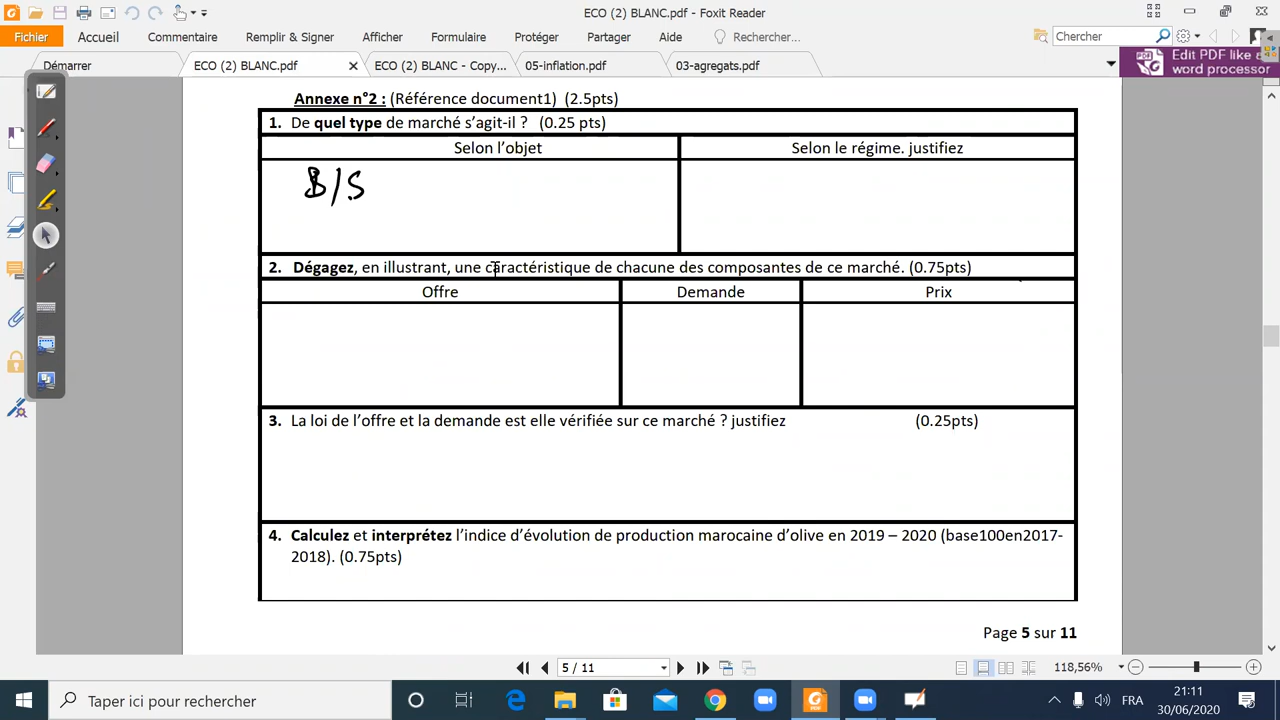 ECO (2) BLANC.pdf - Foxit Reader
Fichier Accueil Commentaire Remplir & Signer Afficher Formulaire Protéger Partager Aide Rechercher... Chercher
Démarrer ECO (2) BLANC.pdf ECO (2) BLANC - Copy... 05-inflation.pdf 03-agregats.pdf
Edit PDF like a
word processor
Annexe n°2 : (Référence document1) (2.5pts)
1. De quel type de marché s’agit-il ? (0.25 pts)
Selon l’objet Selon le régime. justifiez
B/S
2. Dégagez, en illustrant, une caractéristique de chacune des composantes de ce marché. (0.75pts)
Offre Demande Prix
3. La loi de l’offre et la demande est elle vérifiée sur ce marché ? justifiez (0.25pts)
4. Calculez et interprétez l’indice d’évolution de production marocaine d’olive en 2019 – 2020 (base100en2017-
2018). (0.75pts)
Page 5 sur 11
5 / 11 118,56%
Taper ici pour rechercher
FRA
21:11
30/06/2020